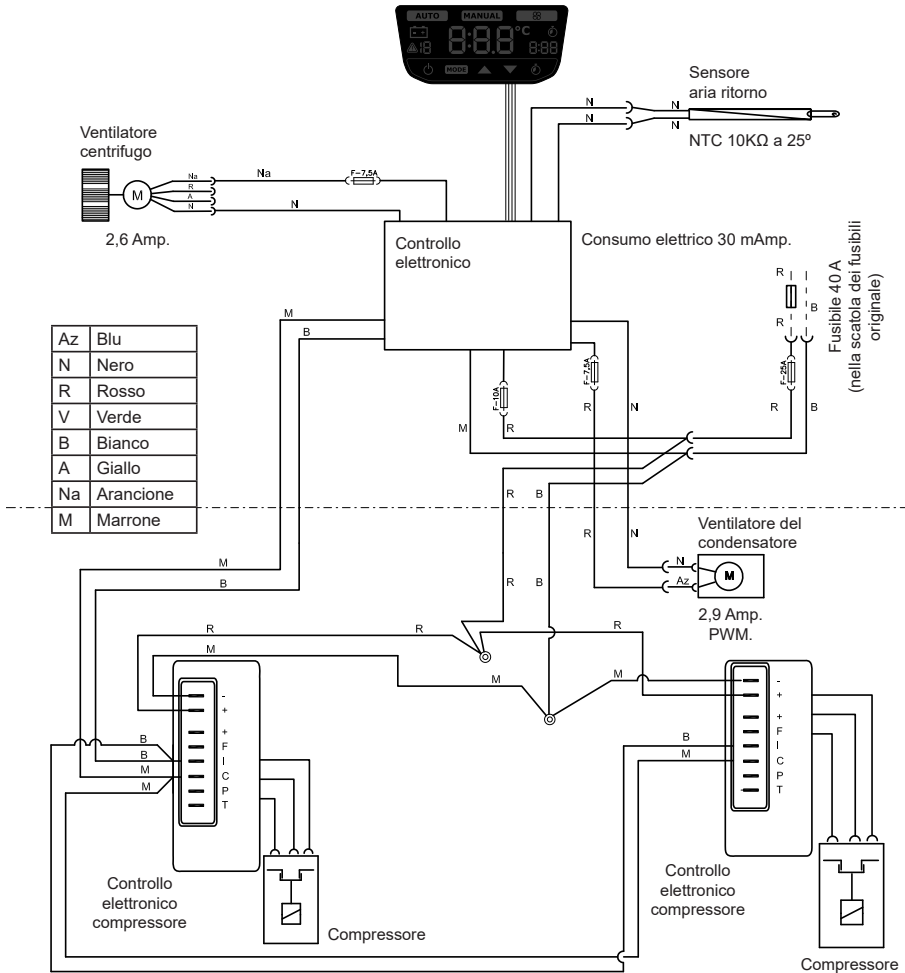 AUTO MANUAL
8:8.8 °C
18 8:88
MODE
Sensore
aria ritorno
N
N
N
N
NTC 10KΩ a 25º
Ventilatore
centrifugo
Na
R
A
N
Na
F-7,5A
N
M
2,6 Amp.
Controllo
elettronico
Consumo elettrico 30 mAmp.
R
B
R
Fusibile 40 A
(nella scatola dei fusibili
originale)
M
B
Az Blu
N Nero
R Rosso
V Verde
B Bianco
A Giallo
Na Arancione
M Marrone
F-10A
F-7,5A
F-25A
M
R
R
N
R
B
R
B
R
N
Ventilatore del
condensatore
N
Az
M
2,9 Amp.
PWM.
M
B
R
B
R
R
R
M
M
M
-
+
+
F
I
C
P
T
B
B
M
M
-
+
+
F
I
C
P
T
B
M
Controllo
elettronico
compressore
Compressore
Controllo
elettronico
compressore
Compressore